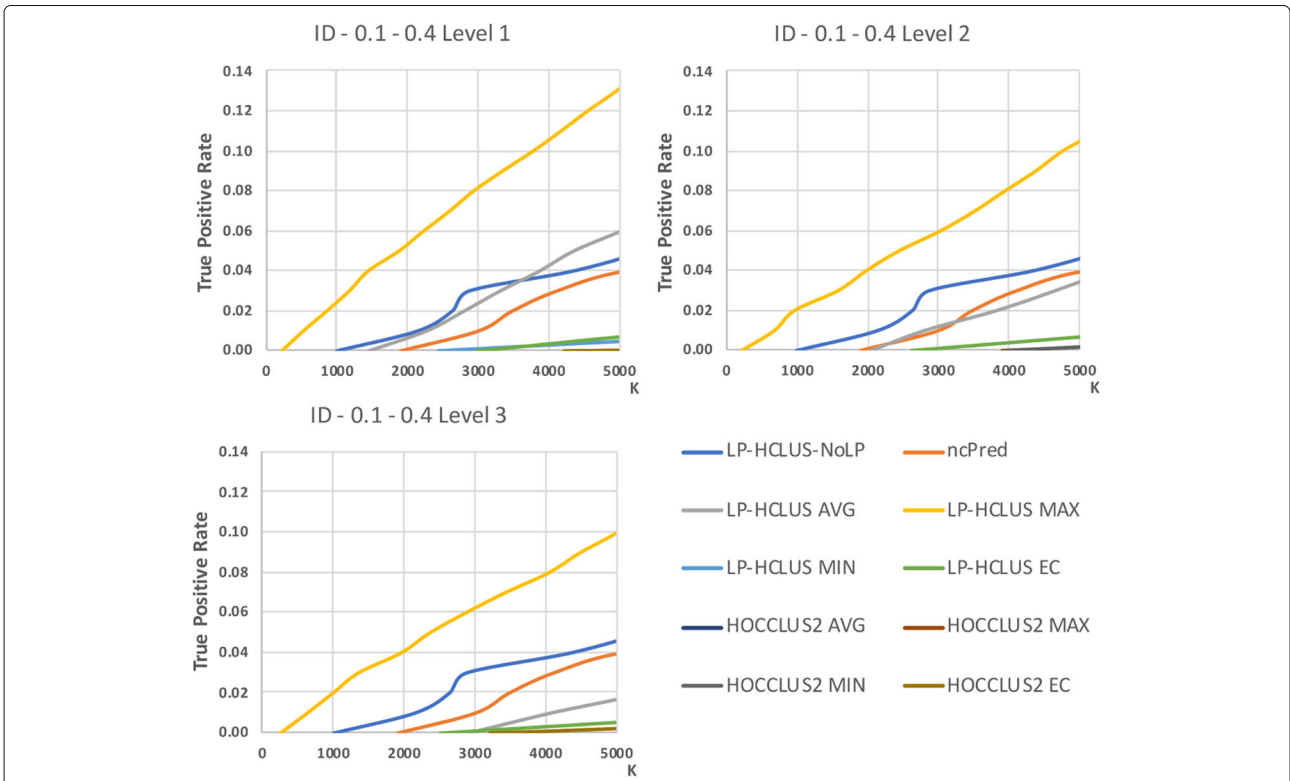 ID - 0.1 - 0.4 Level 1
True Positive Rate
0.14
0.12
0.10
0.08
0.06
0.04
0.02
0.00
0 1000 2000 3000 4000 5000
K
ID - 0.1 - 0.4 Level 2
True Positive Rate
0.14
0.12
0.10
0.08
0.06
0.04
0.02
0.00
0 1000 2000 3000 4000 5000
K
ID - 0.1 - 0.4 Level 3
True Positive Rate
0.14
0.12
0.10
0.08
0.06
0.04
0.02
0.00
0 1000 2000 3000 4000 5000
K
LP-HCLUS-NoLP ncPred
LP-HCLUS AVG LP-HCLUS MAX
LP-HCLUS MIN LP-HCLUS EC
HOCCLUS2 AVG HOCCLUS2 MAX
HOCCLUS2 MIN HOCCLUS2 EC